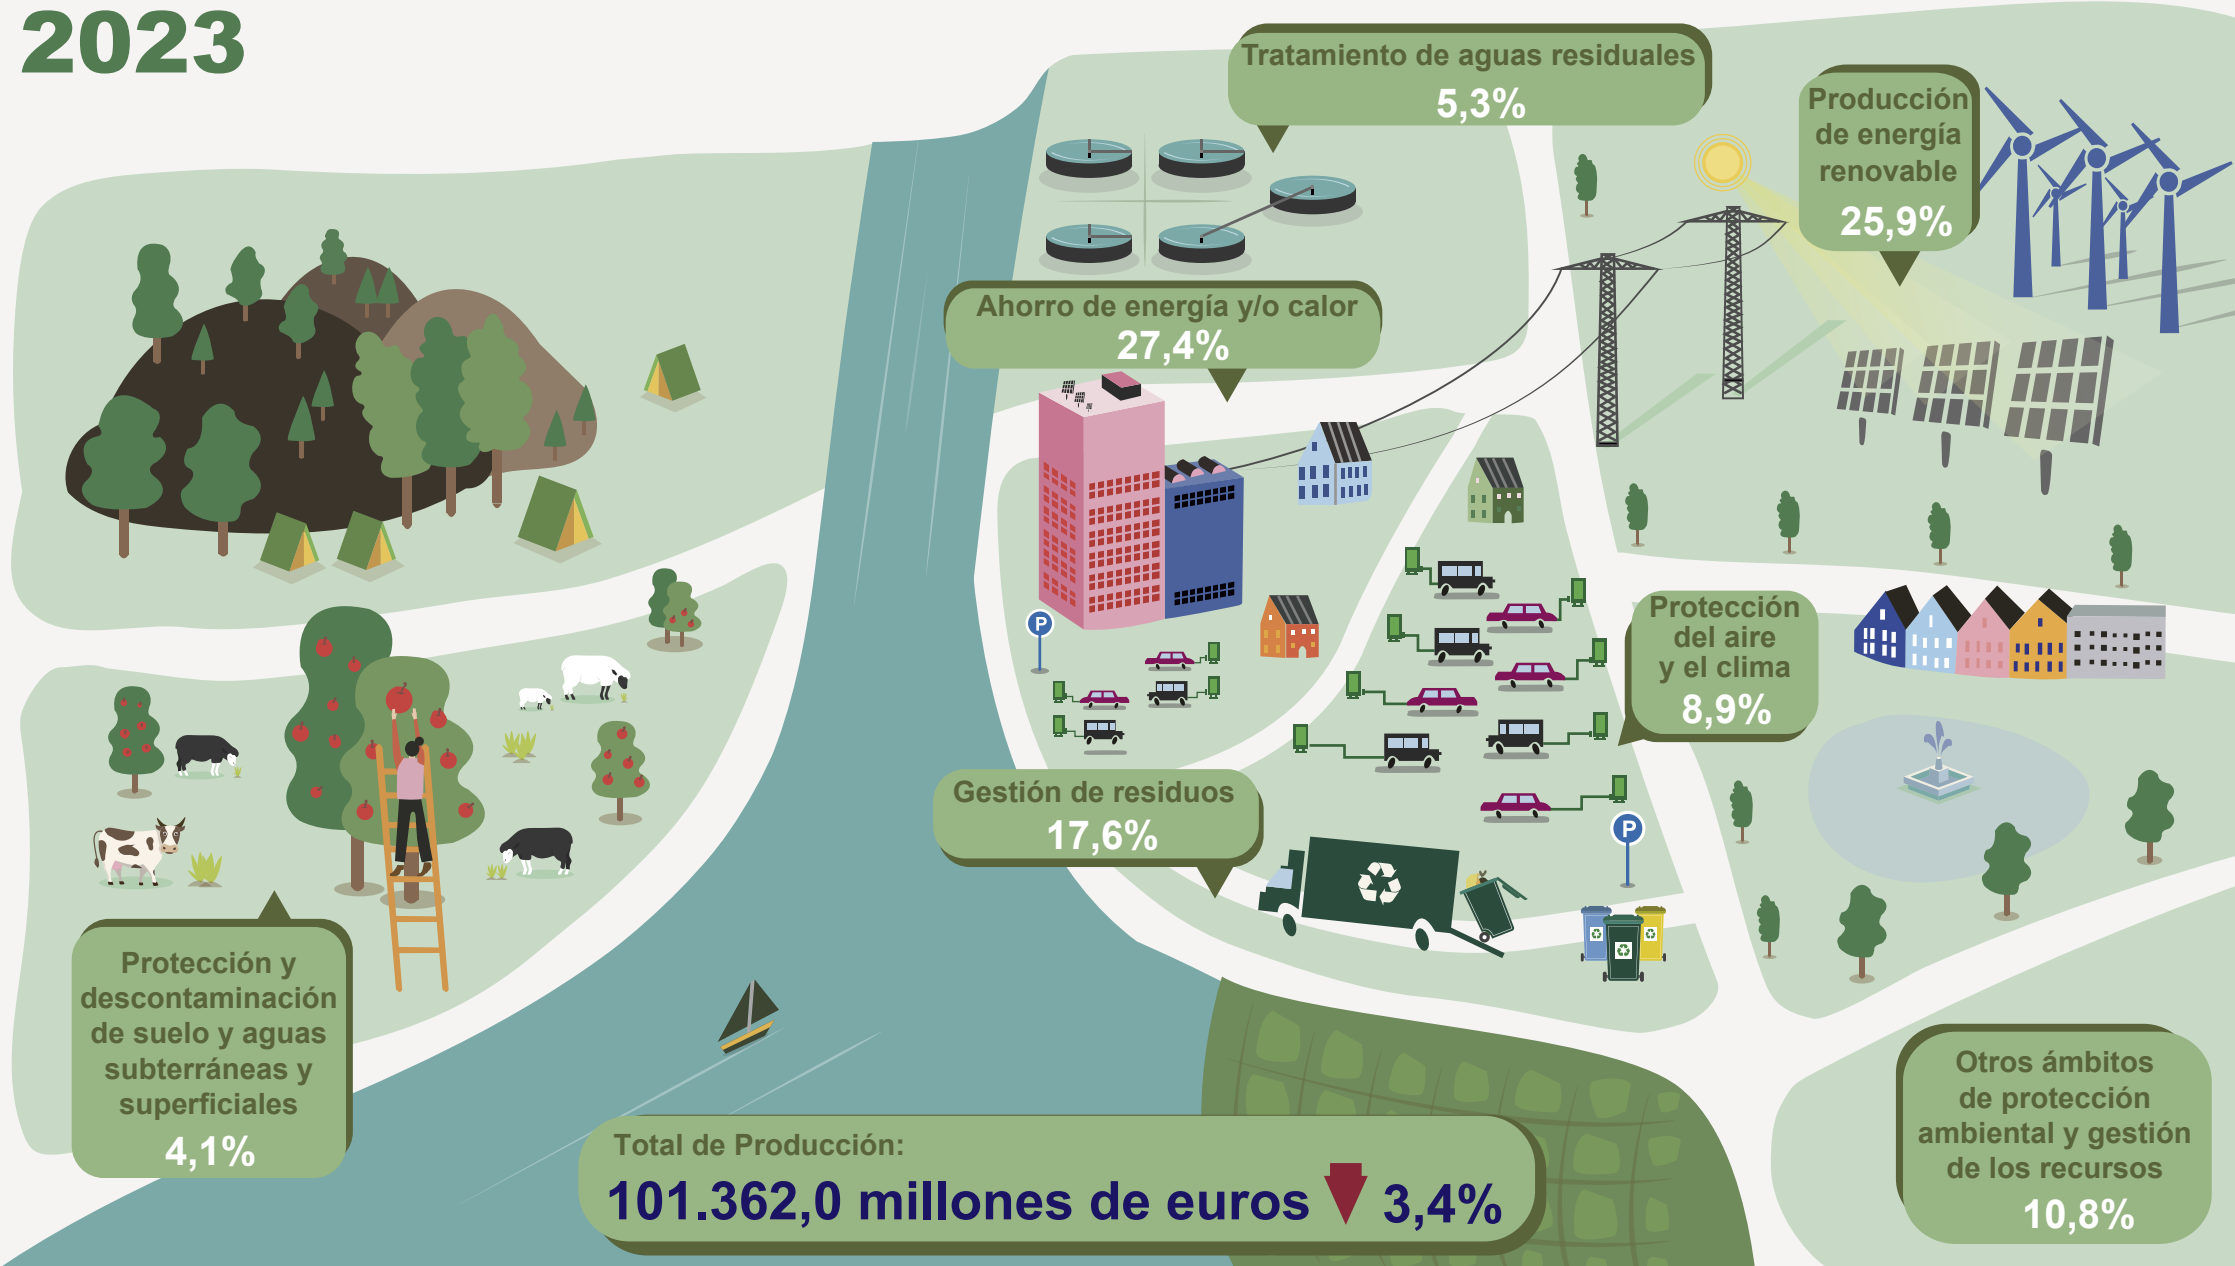 2023
Tratamiento de aguas residuales
5,3%
Producción
de energía
renovable
25,9%
Ahorro de energía y/o calor
27,4%
Protección
del aire
y el clima
8,9%
P
Gestión de residuos
17,6%
P
Protección y
descontaminación
de suelo y aguas
subterráneas y
superficiales
4,1%
Otros ámbitos
de protección
ambiental y gestión
de los recursos
10,8%
Total de Producción:
101.362,0 millones de euros 3,4%